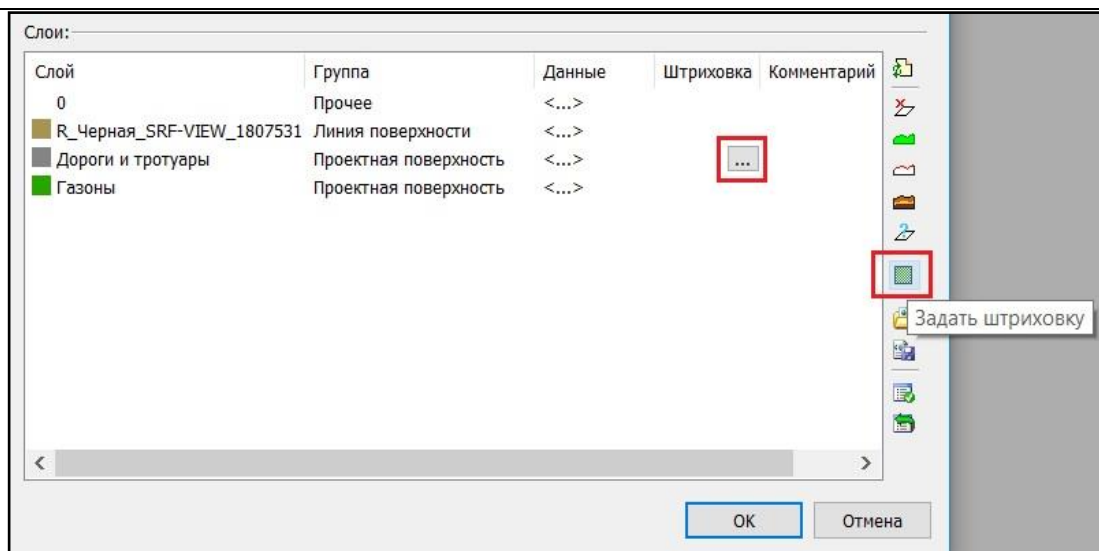 Слои:
Слой Группа Данные Штриховка Комментарий
0 Прочее <...>
R_Черная_SRF-VIEW_1807531 Линия поверхности <...>
Дороги и тротуары Проектная поверхность <...> ...
Газоны Проектная поверхность <...>
Задать штриховку
ОК Отмена